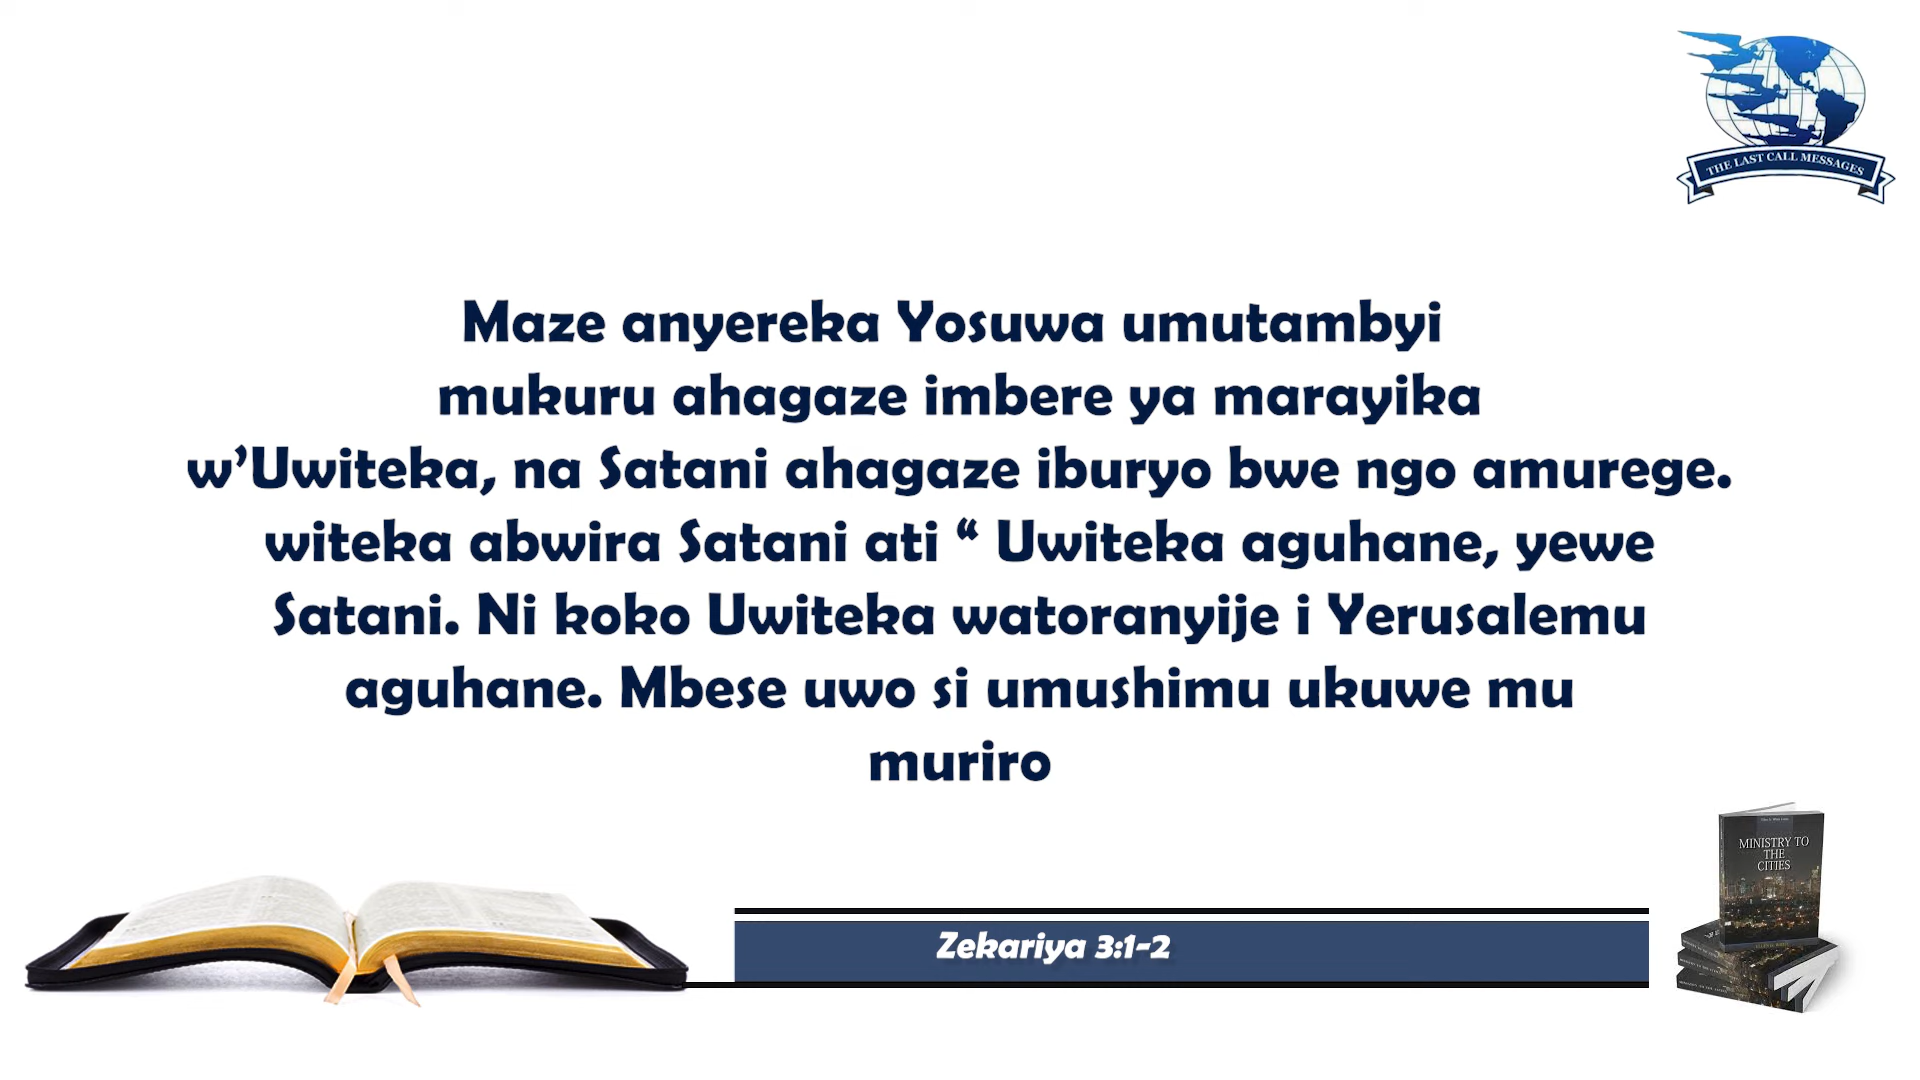 THE LAST CALL MESSAGES
Maze anyereka Yosuwa umutambyi
mukuru ahagaze imbere ya marayika
w’Uwiteka, na Satani ahagaze iburyo bwe ngo amurege.
witeka abwira Satani ati “ Uwiteka aguhane, yewe
Satani. Ni koko Uwiteka watoranyije i Yerusalemu
aguhane. Mbese uwo si umushimu ukuwe mu
muriro
MINISTRY TO
THE
CITIES
Zekariya 3:1-2